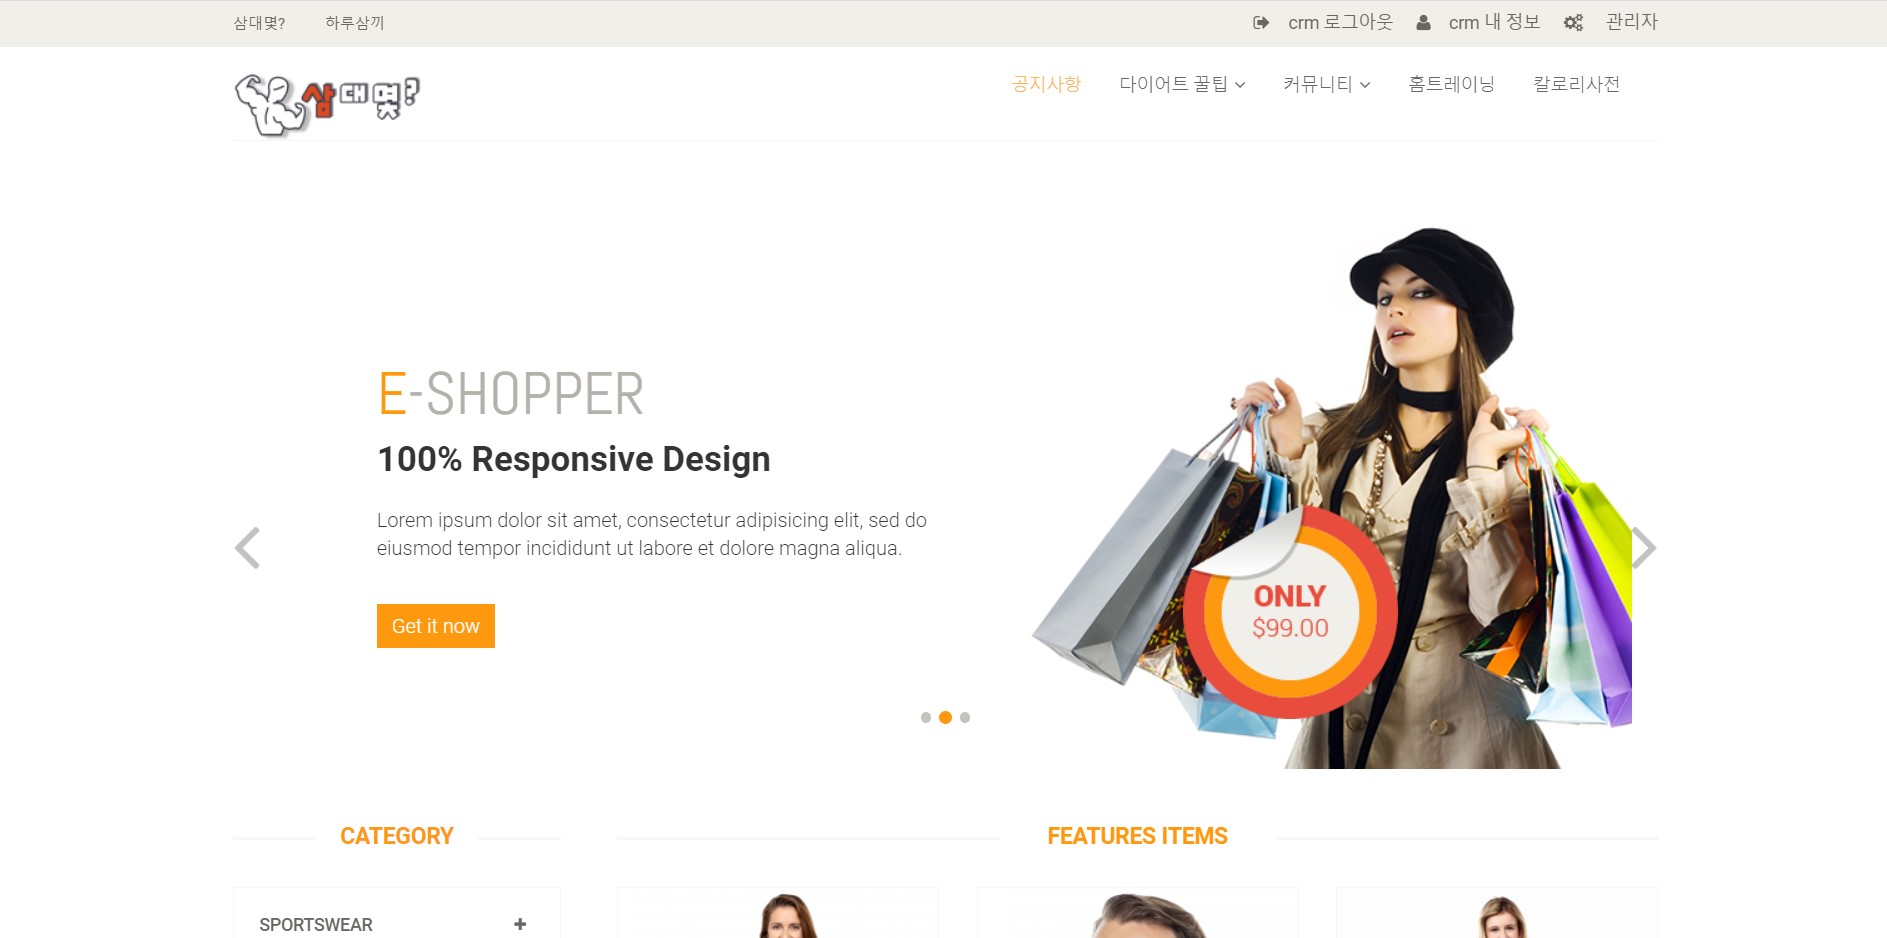 삼대몇? 하루삼끼 crm 로그아웃 crm 내 정보 관리자
삼대몇? 공지사항 다이어트 꿀팁 커뮤니티 홈트레이닝 칼로리사전
E-SHOPPER
100% Responsive Design
Lorem ipsum dolor sit amet, consectetur adipisicing elit, sed do
eiusmod tempor incididunt ut labore et dolore magna aliqua.
Get it now
ONLY
$99.00
CATEGORY
FEATURES ITEMS
SPORTSWEAR